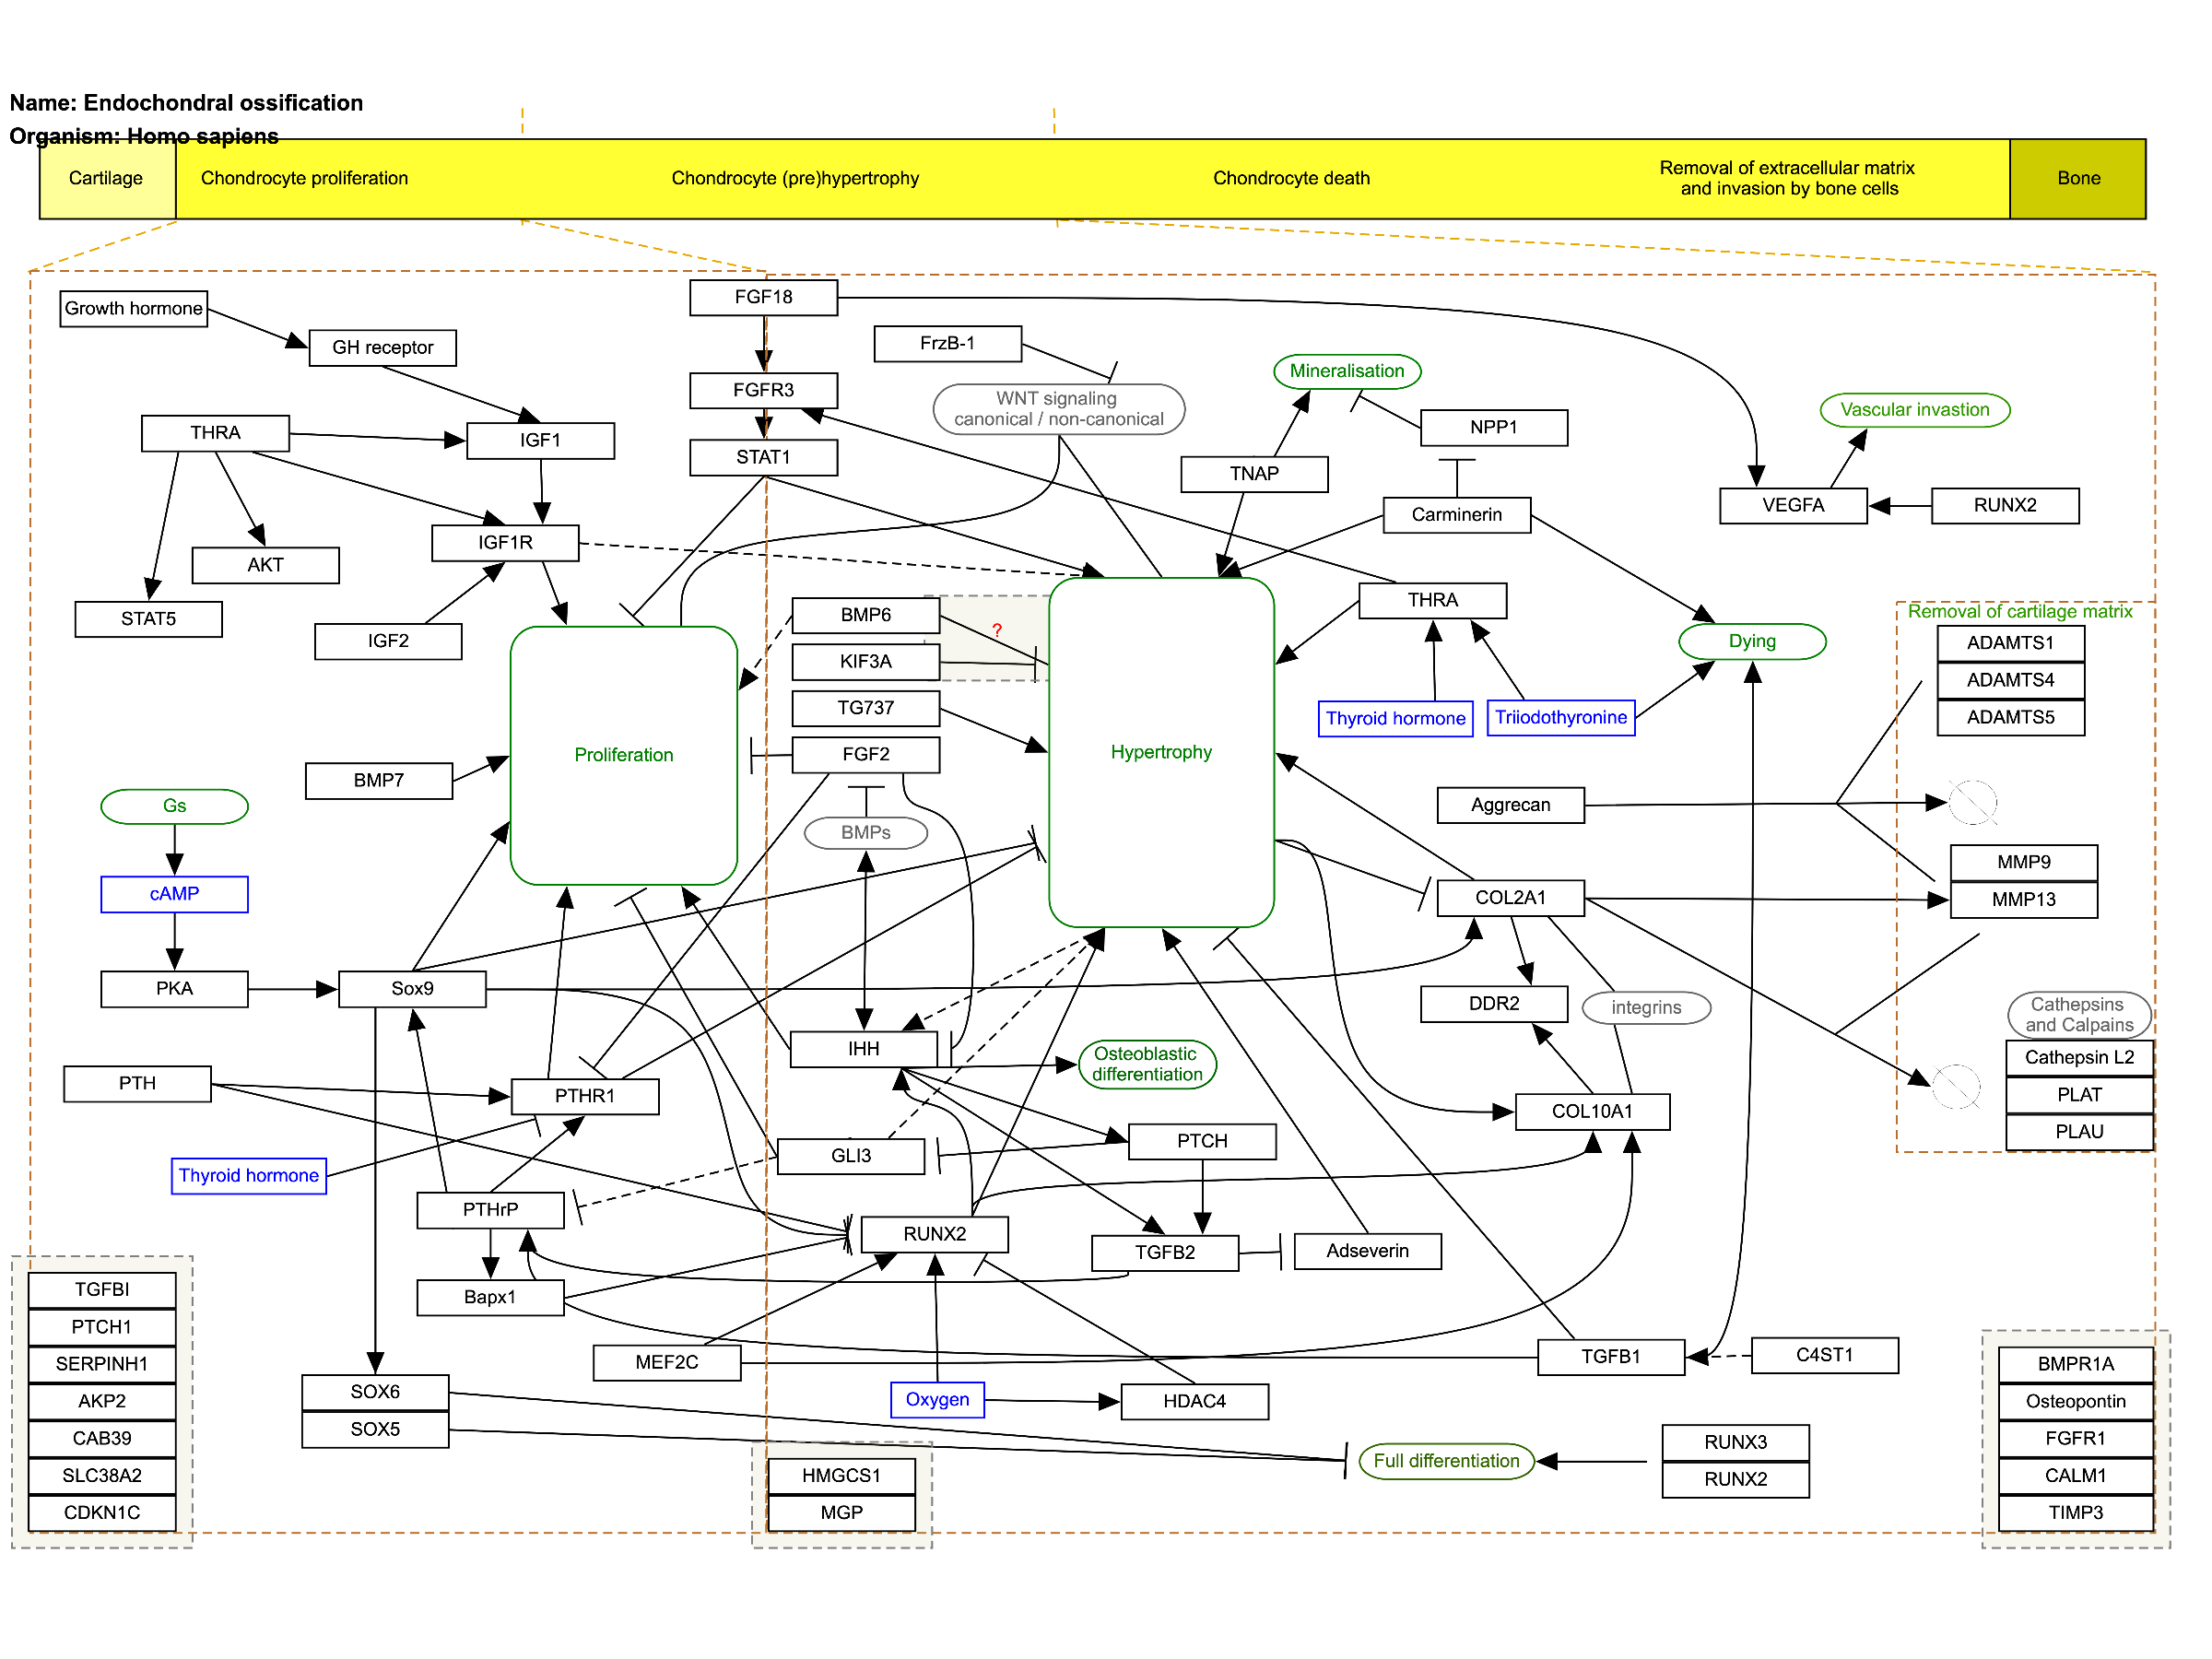 Name: Endochondral ossification
Organism: Homo sapiens
Cartilage
Chondrocyte proliferation
Chondrocyte (pre)hypertrophy
Chondrocyte death
Removal of extracellular matrix
and invasion by bone cells
Bone
Growth hormone
GH receptor
THRA
IGF1
IGF1R
AKT
STAT5
IGF2
FGF18
FGFR3
STAT1
FrzB-1
WNT signaling
canonical / non-canonical
Mineralisation
NPP1
TNAP
Carminerin
Vascular invastion
VEGFA
RUNX2
THRA
Thyroid hormone
Triiodothyronine
Dying
Removal of cartilage matrix
ADAMTS1
ADAMTS4
ADAMTS5
BMP6
?
KIF3A
TG737
FGF2
BMPs
Proliferation
Hypertrophy
BMP7
Gs
cAMP
PKA
Sox9
Aggrecan
MMP9
MMP13
COL2A1
DDR2
integrins
COL10A1
Cathepsins
and Calpains
Cathepsin L2
PLAT
PLAU
PTH
PTHR1
Thyroid hormone
PTHrP
Bapx1
IHH
Osteoblastic
differentiation
GLI3
PTCH
RUNX2
TGFB2
Adseverin
MEF2C
Oxygen
HDAC4
TGFB1
C4ST1
SOX6
SOX5
Full differentiation
RUNX3
RUNX2
TGFBI
PTCH1
SERPINH1
AKP2
CAB39
SLC38A2
CDKN1C
HMGCS1
MGP
BMPR1A
Osteopontin
FGFR1
CALM1
TIMP3